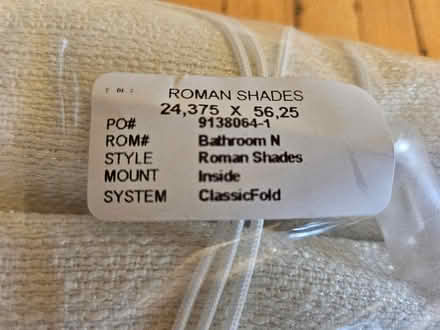 ROMAN SHADES
24,375 X 56,25
PO# 9138064-1
ROM# Bathroom N
STYLE Roman Shades
MOUNT Inside
SYSTEM ClassicFold